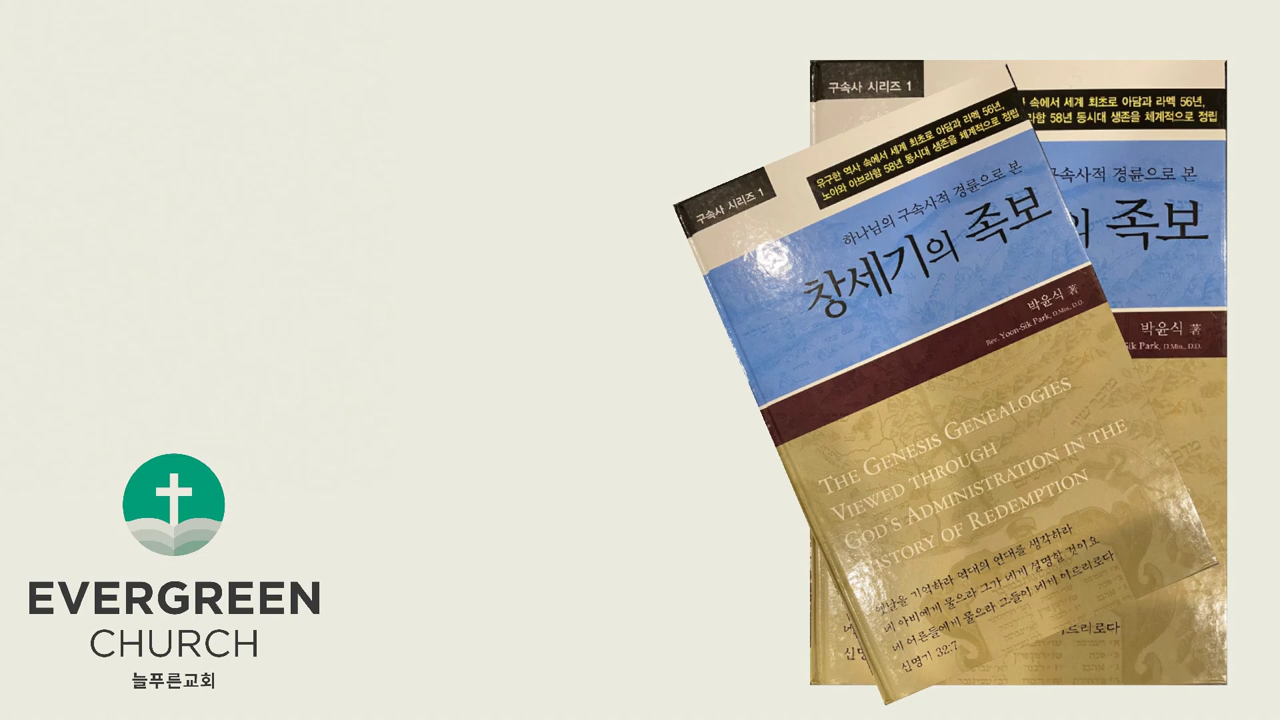 구속사 시리즈 1
유구한 역사 속에서 세계 최초로 아담과 라멕 56년,
노아와 아브라함 58년 동시대 생존을 체계적으로 정립
하나님의 구속사적 경륜으로 본
창세기의 족보
박윤식 著
Rev. Yoon-Sik Park, D.Min., D.D.
THE GENESIS GENEALOGIES
VIEWED THROUGH
GOD'S ADMINISTRATION IN THE
HISTORY OF REDEMPTION
옛날을 기억하라 역대의 연대를 생각하라
네 아비에게 물으라 그가 네게 설명할 것이요
네 어른들에게 물으라 그들이 네게 이르리로다
신명기 32:7
구속사 시리즈 1
속에서 세계 최초로 아담과 라멕 56년,
라함 58년 동시대 생존을 체계적으로 정립
구속사적 경륜으로 본
의 족보
박윤식 著
Sik Park, D.Min., D.D.
르리로다
EVERGREEN
CHURCH
늘푸른교회